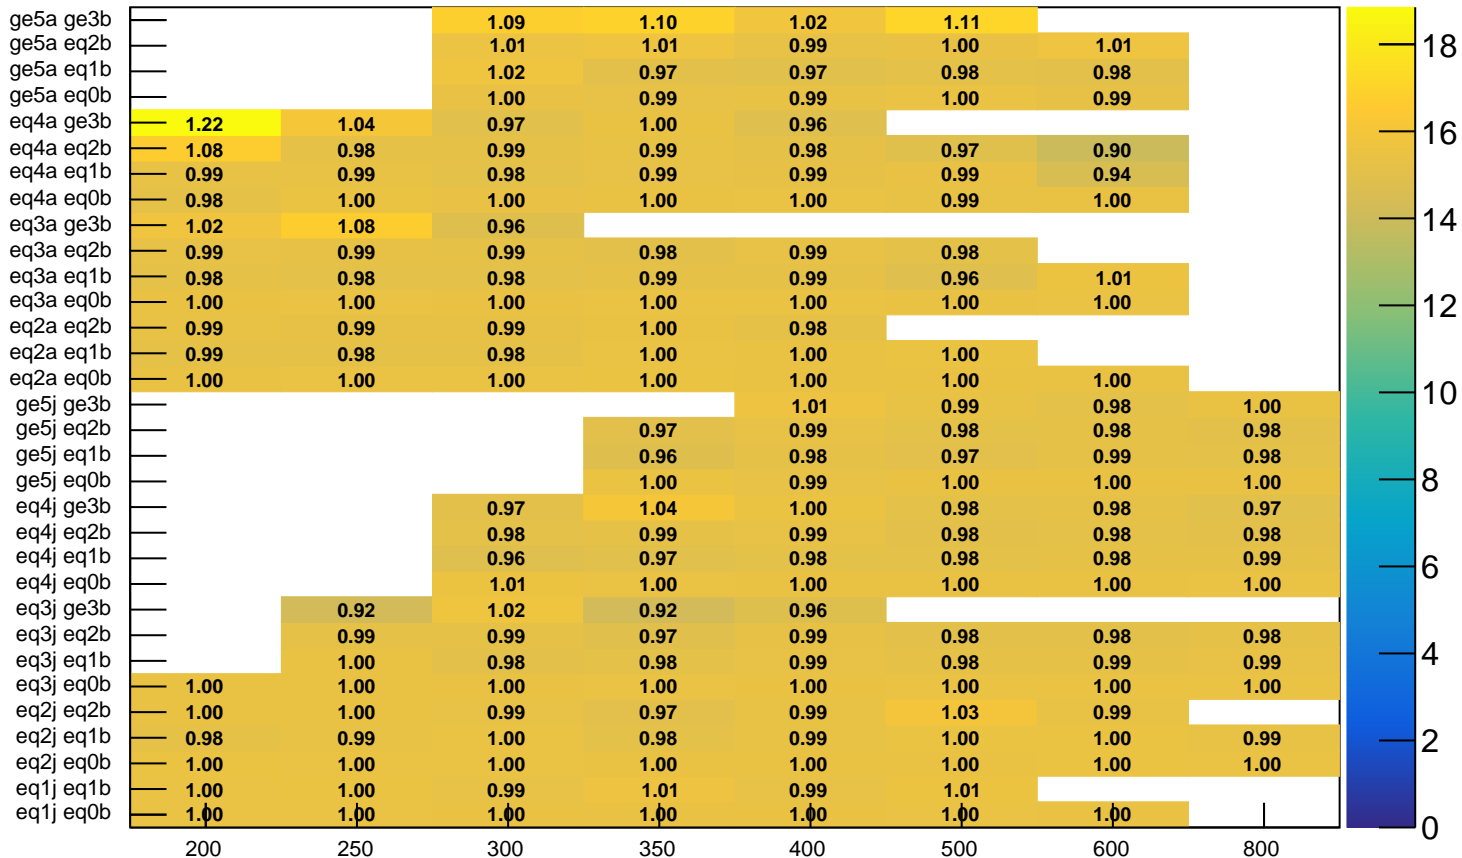 ge5a ge3b 1.09 1.10 1.02 1.11
ge5a eq2b 1.01 1.01 0.99 1.00 1.01
ge5a eq1b 1.02 0.97 0.97 0.98 0.98
ge5a eq0b 1.00 0.99 0.99 1.00 0.99
eq4a ge3b 1.22 1.04 0.97 1.00 0.96
eq4a eq2b 1.08 0.98 0.99 0.99 0.98 0.97 0.90
eq4a eq1b 0.99 0.99 0.98 0.99 0.99 0.99 0.94
eq4a eq0b 0.98 1.00 1.00 1.00 1.00 0.99 1.00
eq3a ge3b 1.02 1.08 0.96
eq3a eq2b 0.99 0.99 0.99 0.98 0.99 0.98
eq3a eq1b 0.98 0.98 0.98 0.99 0.99 0.96 1.01
eq3a eq0b 1.00 1.00 1.00 1.00 1.00 1.00 1.00
eq2a eq2b 0.99 0.99 0.99 1.00 0.98
eq2a eq1b 0.99 0.98 0.98 1.00 1.00 1.00
eq2a eq0b 1.00 1.00 1.00 1.00 1.00 1.00 1.00
ge5j ge3b 1.01 0.99 0.98 1.00
ge5j eq2b 0.97 0.99 0.98 0.98 0.98
ge5j eq1b 0.96 0.98 0.97 0.99 0.98
ge5j eq0b 1.00 0.99 1.00 1.00 1.00
eq4j ge3b 0.97 1.04 1.00 0.98 0.98 0.97
eq4j eq2b 0.98 0.99 0.99 0.98 0.98 0.98
eq4j eq1b 0.96 0.97 0.98 0.98 0.98 0.99
eq4j eq0b 1.01 1.00 1.00 1.00 1.00 1.00
eq3j ge3b 0.92 1.02 0.92 0.96
eq3j eq2b 0.99 0.99 0.97 0.99 0.98 0.98 0.98
eq3j eq1b 1.00 0.98 0.98 0.99 0.98 0.99 0.99
eq3j eq0b 1.00 1.00 1.00 1.00 1.00 1.00 1.00 1.00
eq2j eq2b 1.00 1.00 0.99 0.97 0.99 1.03 0.99
eq2j eq1b 0.98 0.99 1.00 0.98 0.99 1.00 1.00 0.99
eq2j eq0b 1.00 1.00 1.00 1.00 1.00 1.00 1.00 1.00
eq1j eq1b 1.00 1.00 0.99 1.01 0.99 1.01
eq1j eq0b 1.00 1.00 1.00 1.00 1.00 1.00 1.00
200 250 300 350 400 500 600 800
18
16
14
12
10
8
6
4
2
0